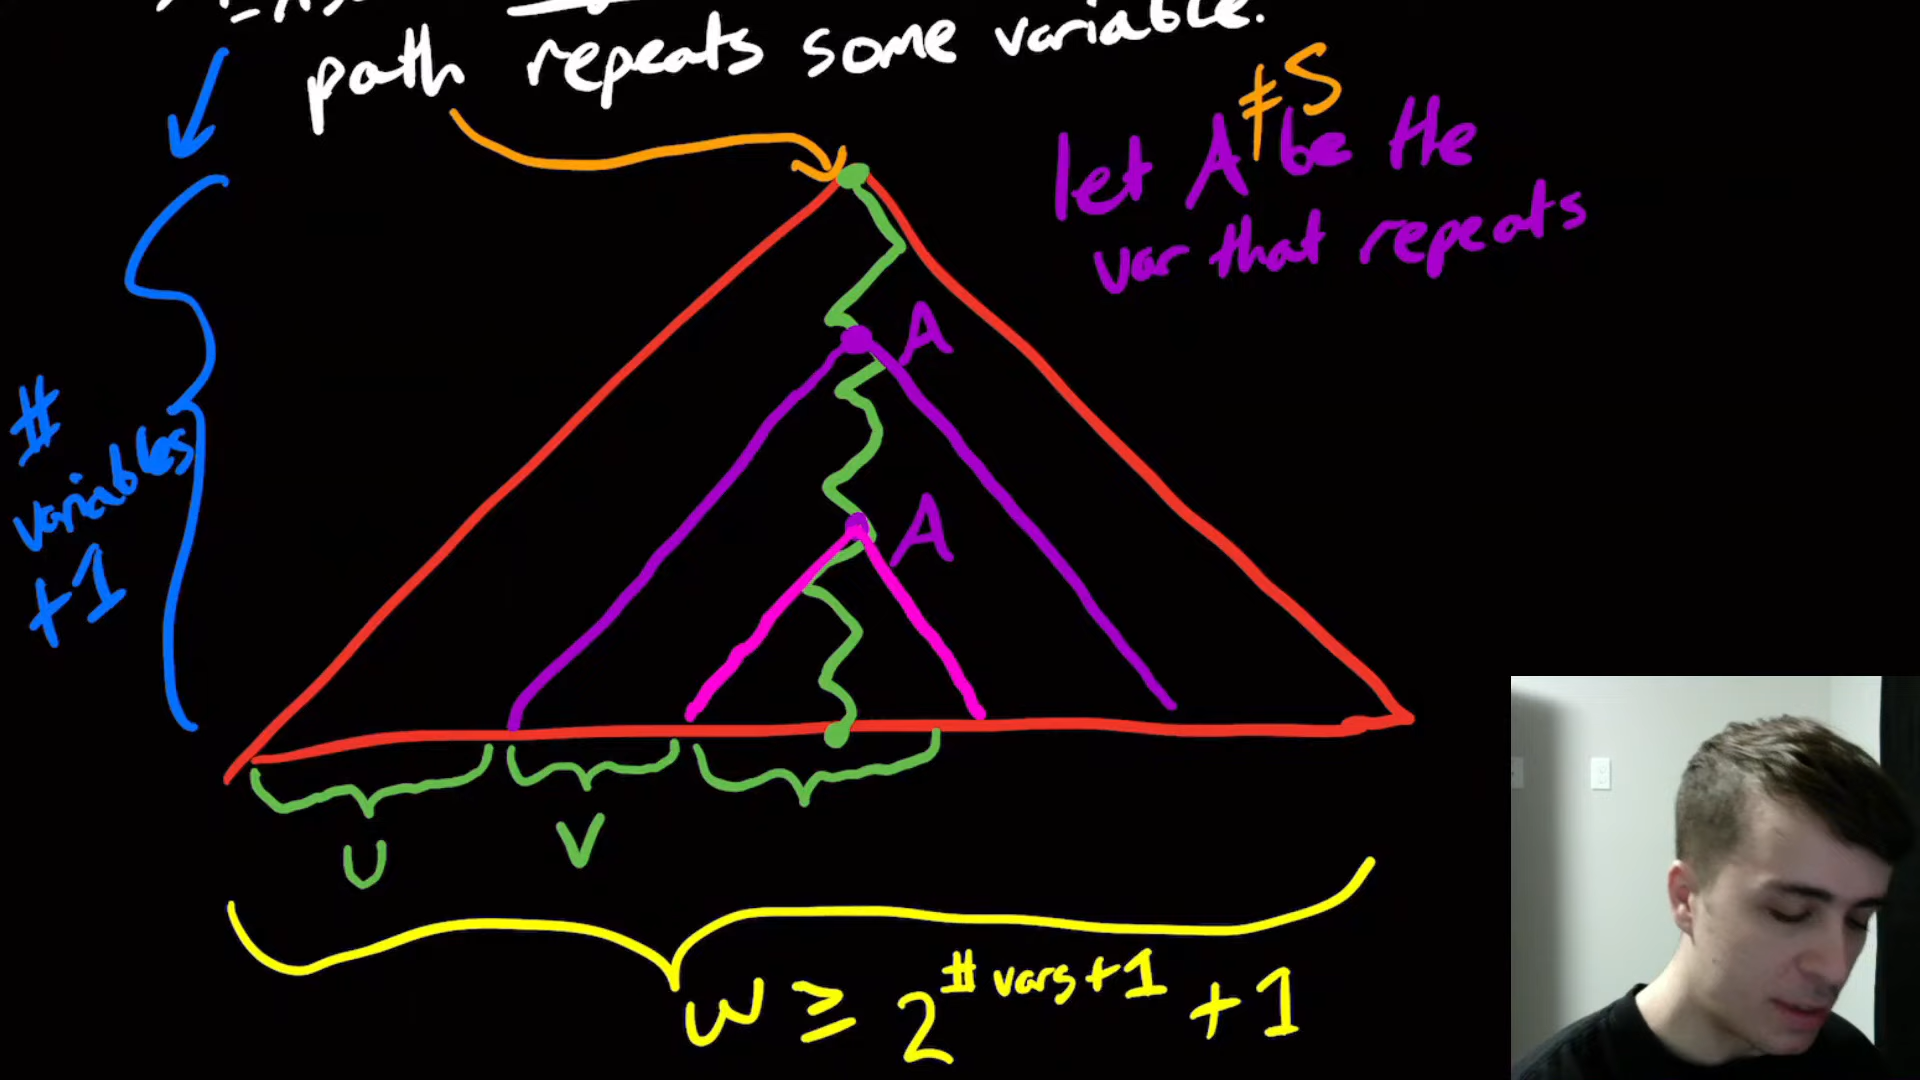 path repeats some variable.
≠ S
let A be the
var that repeats
A
#
variables
+1
A
U
V
w ≥ 2^# vars+1 + 1